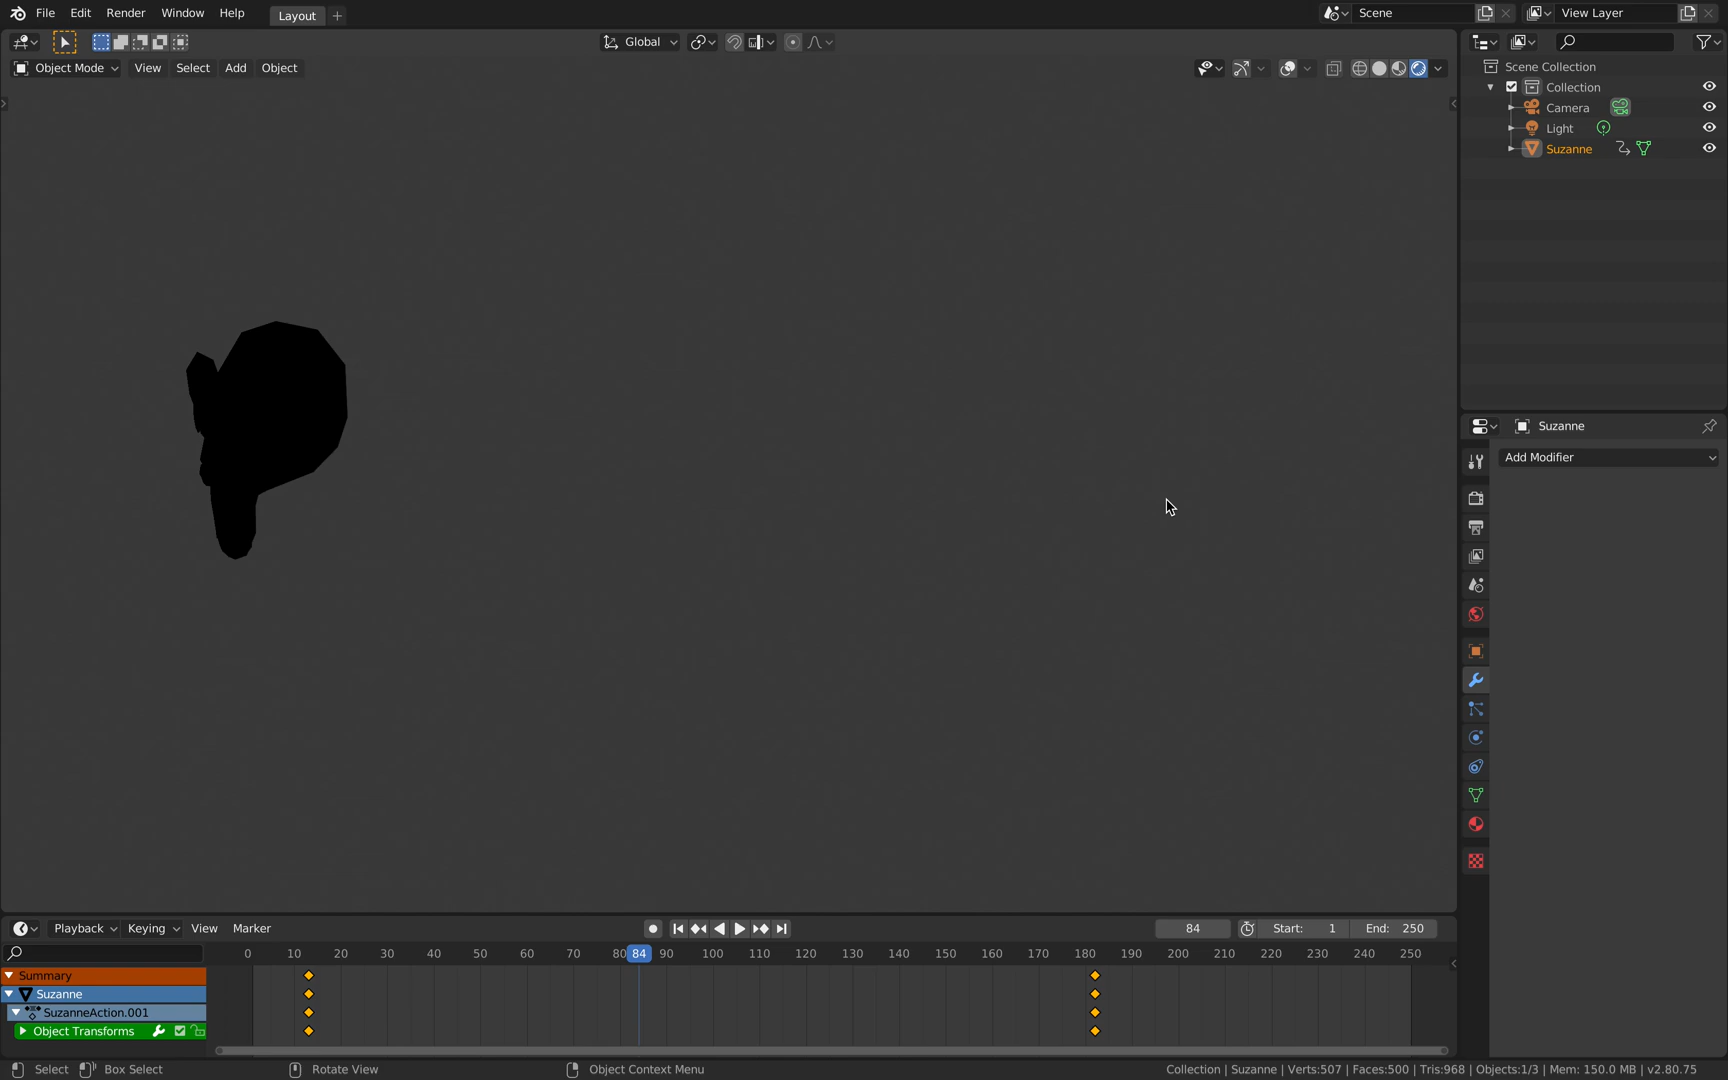 File Edit Render Window Help Layout + Scene View Layer
Global
Object Mode View Select Add Object
Scene Collection
Collection
Camera
Light
Suzanne
Suzanne
Add Modifier
Playback Keying View Marker 84 Start: 1 End: 250
0 10 20 30 40 50 60 70 80 84 90 100 110 120 130 140 150 160 170 180 190 200 210 220 230 240 250
Summary
Suzanne
SuzanneAction.001
Object Transforms
Select Box Select Rotate View Object Context Menu Collection | Suzanne | Verts:507 | Faces:500 | Tris:968 | Objects:1/3 | Mem: 150.0 MB | v2.80.75